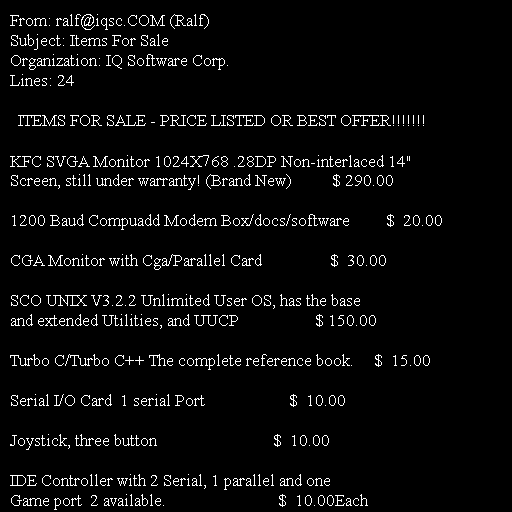 From: ralf@iqsc.COM (Ralf)
Subject: Items For Sale
Organization: IQ Software Corp.
Lines: 24
ITEMS FOR SALE - PRICE LISTED OR BEST OFFER!!!!!!!
KFC SVGA Monitor 1024X768 .28DP Non-interlaced 14"
Screen, still under warranty! (Brand New) $ 290.00
1200 Baud Compuadd Modem Box/docs/software $ 20.00
CGA Monitor with Cga/Parallel Card $ 30.00
SCO UNIX V3.2.2 Unlimited User OS, has the base
and extended Utilities, and UUCP $ 150.00
Turbo C/Turbo C++ The complete reference book. $ 15.00
Serial I/O Card 1 serial Port $ 10.00
Joystick, three button $ 10.00
IDE Controller with 2 Serial, 1 parallel and one
Game port 2 available. $ 10.00Each